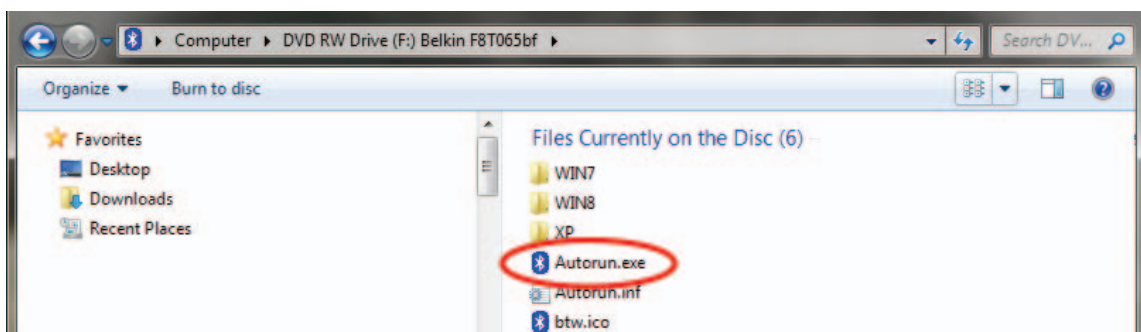 Computer ▸ DVD RW Drive (F:) Belkin F8T065bf ▸ Search DV...
Organize Burn to disc
Favorites
Desktop
Downloads
Recent Places
Files Currently on the Disc (6)
WIN7
WIN8
XP
Autorun.exe
Autorun.inf
btw.ico